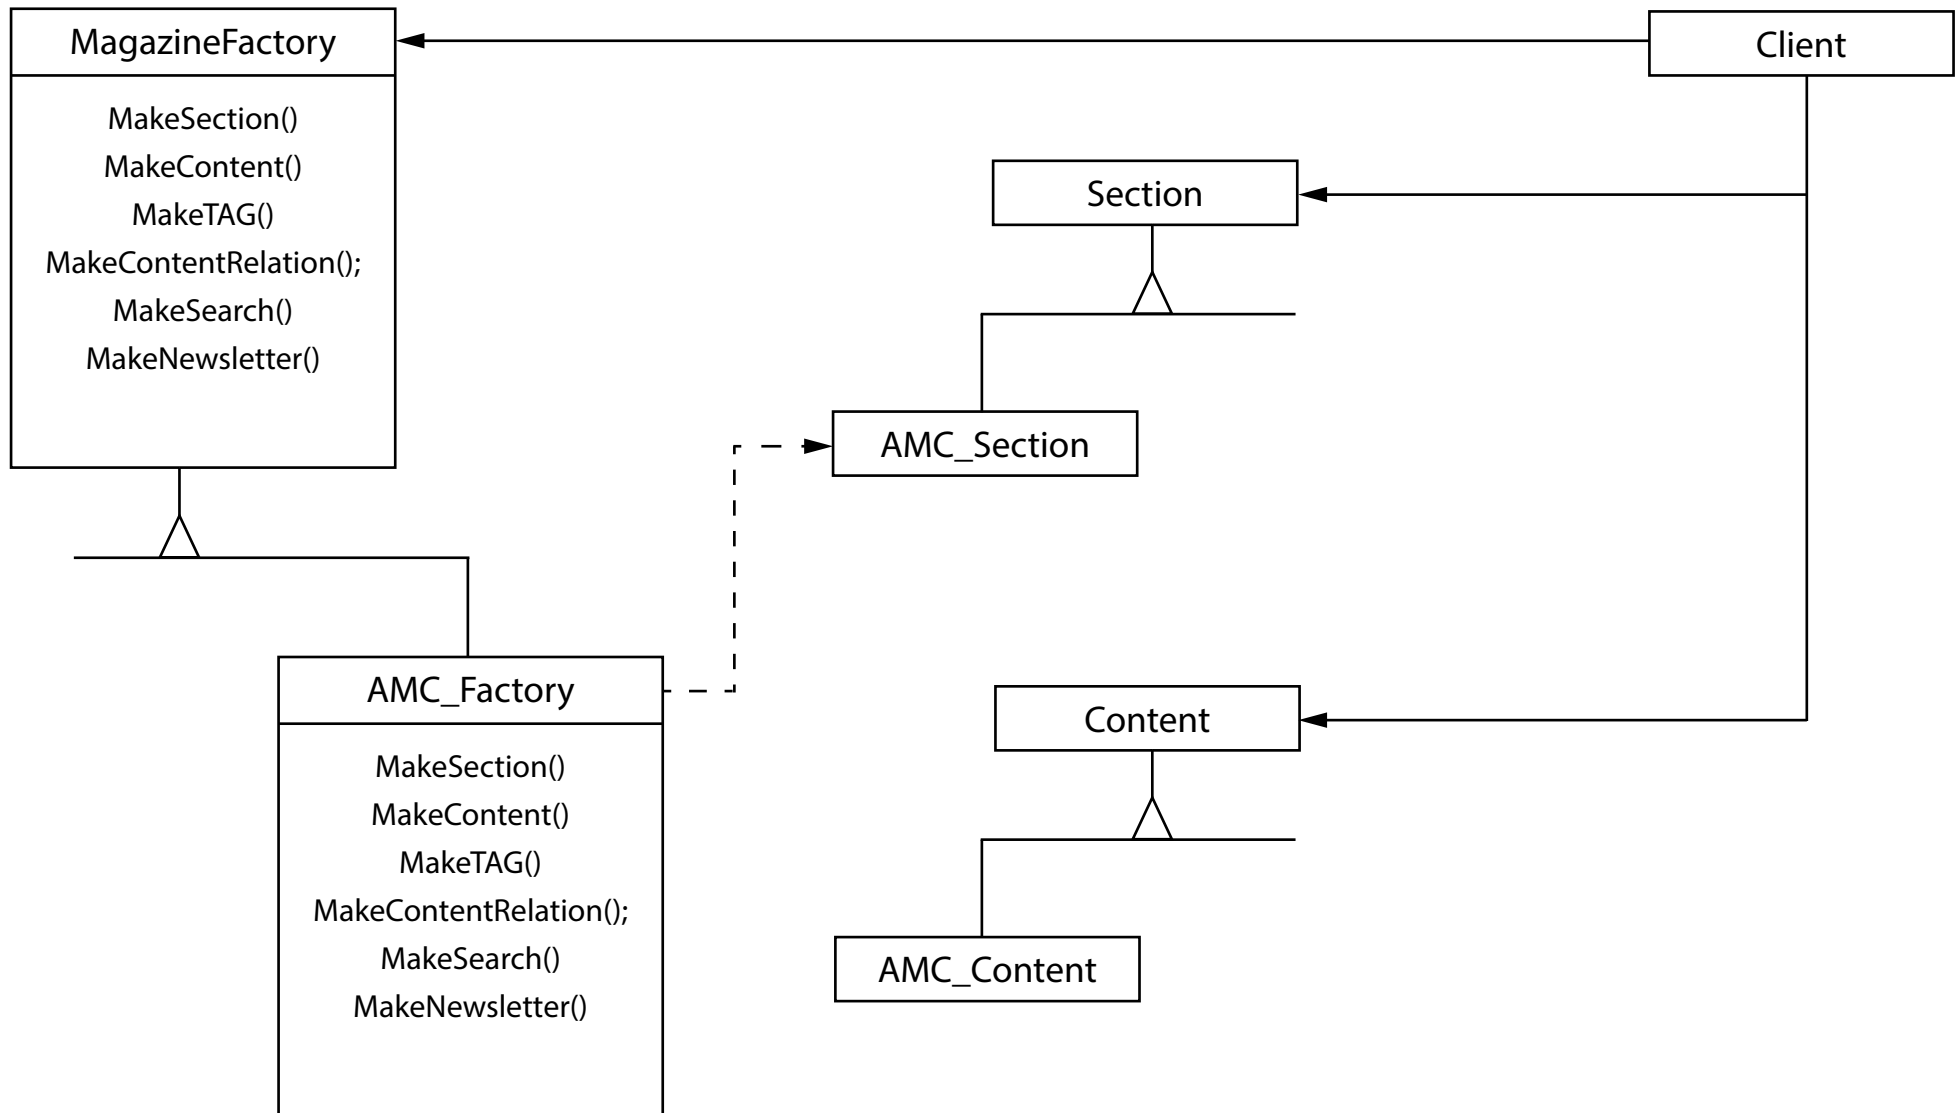 MagazineFactory
MakeSection()
MakeContent()
MakeTAG()
MakeContentRelation();
MakeSearch()
MakeNewsletter()
Client
Section
AMC_Section
AMC_Factory
MakeSection()
MakeContent()
MakeTAG()
MakeContentRelation();
MakeSearch()
MakeNewsletter()
Content
AMC_Content